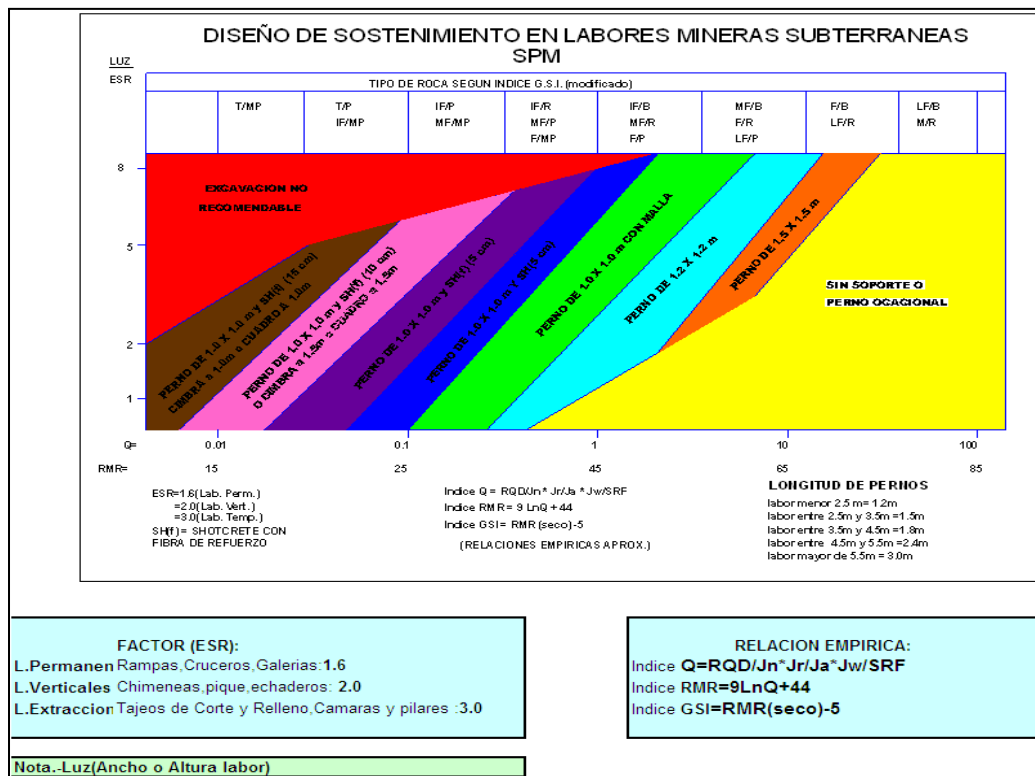 DISEÑO DE SOSTENIMIENTO EN LABORES MINERAS SUBTERRANEAS
SPM
LUZ
ESR
TIPO DE ROCA SEGUN INDICE G.S.I. (modificado)
T/MP
T/P
IF/MP
IF/P
MF/MP
IF/R
MF/P
F/MP
IF/B
MF/R
F/P
MF/B
F/R
LF/P
F/B
LF/R
LF/B
M/R
8
5
2
1
EXCAVACIÓN NO
RECOMENDABLE
PERNO DE 1.0 X 1.0 m y SH(f) (15 cm)
CIMBRA a 1.0m o CUADRO A 1.0m
PERNO DE 1.0 X 1.0 m y SH(f) (10 cm)
O CIMBRA a 1.5m o CUADRO a 1.5m
PERNO DE 1.0 X 1.0 m y SH(f) (5 cm)
PERNO DE 1.5 X 1.5 m Y SH(5 cm)
PERNO DE 1.0 X 1.0 m CON MALLA
PERNO DE 1.2 X 1.2 m
PERNO DE 1.5 X 1.5 m
SIN SOPORTE O
PERNO OCACIONAL
Q= 0.01 0.1 1 10 100
RMR= 15 25 45 65 85
ESR=1.6(Lab. Perm.)
=2.0(Lab. Vert.)
=3.0(Lab. Temp.)
SH(f)= SHOTCRETE CON
FIBRA DE REFUERZO
Indice Q = RQD/Jn* Jr/Ja *Jw/SRF
Indice RMR= 9 LnQ + 44
Indice GSI= RMR(seco)-5
(RELACIONES EMPIRICAS APROX.)
LONGITUD DE PERNOS
labor menor 2.5 m= 1.2m
labor entre 2.5m y 3.5m =1.5m
labor entre 3.5m y 4.5m =1.8m
labor entre 4.5m y 5.5m =2.4m
labor mayor de 5.5m = 3.0m
FACTOR (ESR):
L.Permanen Rampas,Cruceros,Galerias:1.6
L.Verticales Chimeneas,pique,echaderos: 2.0
L.Extraccion Tajeos de Corte y Relleno,Camaras y pilares :3.0
Nota.-Luz(Ancho o Altura labor)
RELACION EMPIRICA:
Indice Q=RQD/Jn*Jr/Ja*Jw/SRF
Indice RMR=9LnQ+44
Indice GSI=RMR(seco)-5